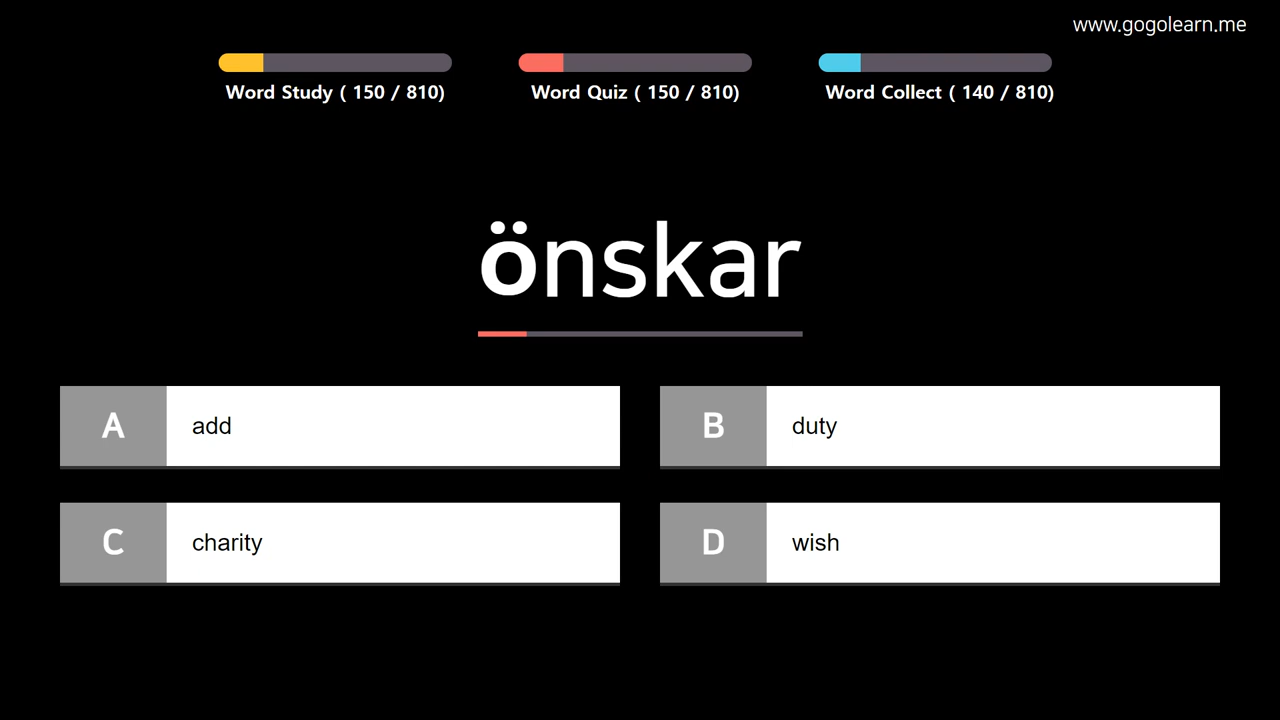 www.gogolearn.me
Word Study ( 150 / 810)
Word Quiz ( 150 / 810)
Word Collect ( 140 / 810)
önskar
A add
B duty
C charity
D wish